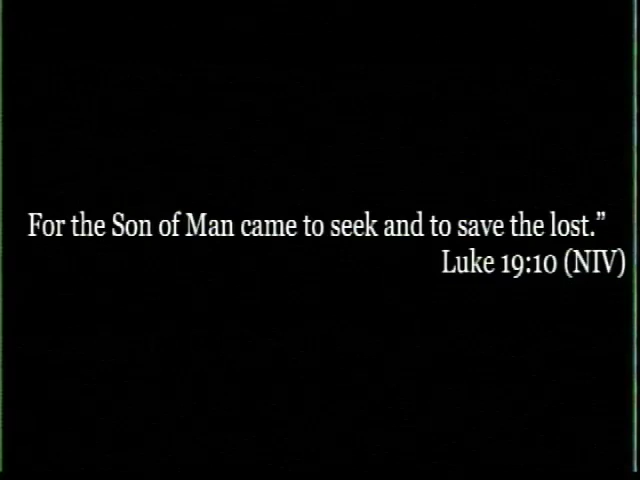 For the Son of Man came to seek and to save the lost.”
Luke 19:10 (NIV)